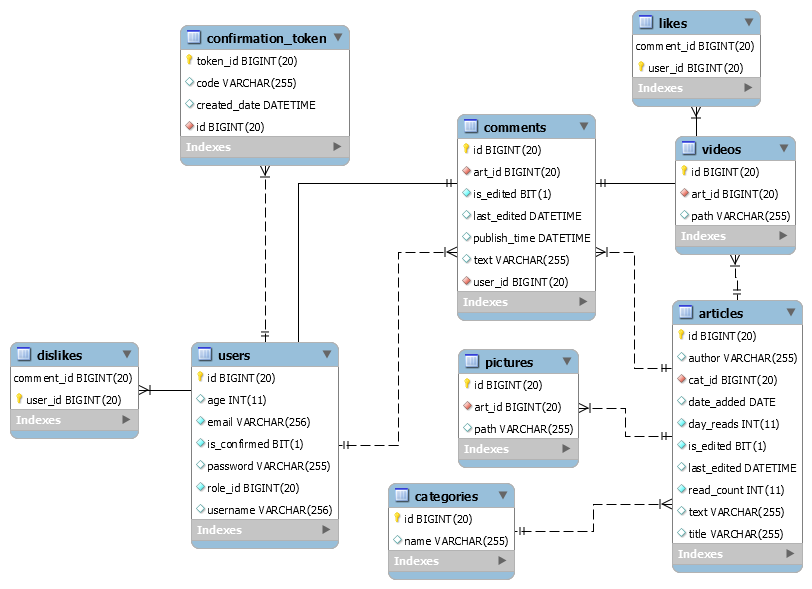 confirmation_token
token_id BIGINT(20)
code VARCHAR(255)
created_date DATETIME
id BIGINT(20)
Indexes
likes
comment_id BIGINT(20)
user_id BIGINT(20)
Indexes
comments
id BIGINT(20)
art_id BIGINT(20)
is_edited BIT(1)
last_edited DATETIME
publish_time DATETIME
text VARCHAR(255)
user_id BIGINT(20)
Indexes
videos
id BIGINT(20)
art_id BIGINT(20)
path VARCHAR(255)
Indexes
dislikes
comment_id BIGINT(20)
user_id BIGINT(20)
Indexes
users
id BIGINT(20)
age INT(11)
email VARCHAR(256)
is_confirmed BIT(1)
password VARCHAR(255)
role_id BIGINT(20)
username VARCHAR(256)
Indexes
pictures
id BIGINT(20)
art_id BIGINT(20)
path VARCHAR(255)
Indexes
articles
id BIGINT(20)
author VARCHAR(255)
cat_id BIGINT(20)
date_added DATE
day_reads INT(11)
is_edited BIT(1)
last_edited DATETIME
read_count INT(11)
text VARCHAR(255)
title VARCHAR(255)
Indexes
categories
id BIGINT(20)
name VARCHAR(255)
Indexes